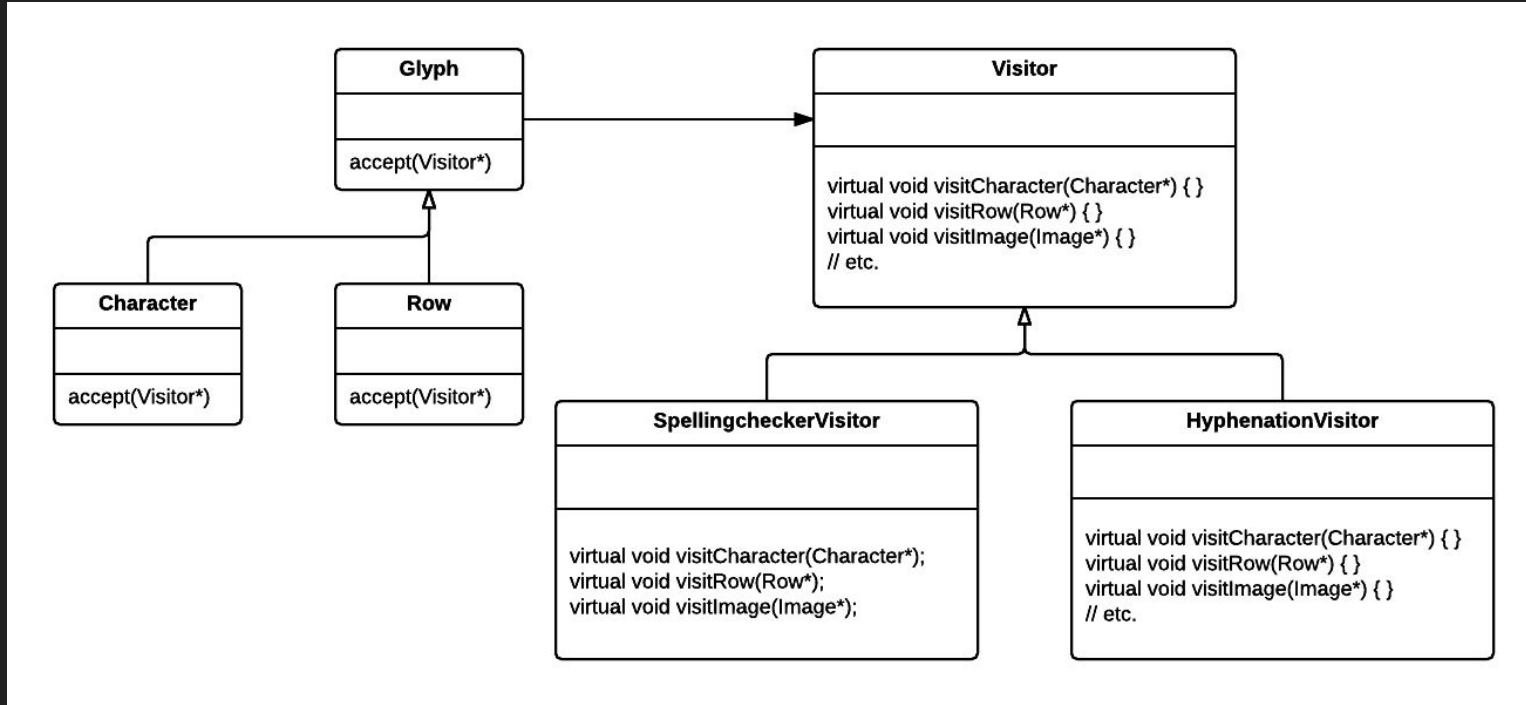 Glyph
accept(Visitor*)
Visitor
virtual void visitCharacter(Character*) { }
virtual void visitRow(Row*) { }
virtual void visitImage(Image*) { }
// etc.
Character
accept(Visitor*)
Row
accept(Visitor*)
SpellingcheckerVisitor
virtual void visitCharacter(Character*);
virtual void visitRow(Row*);
virtual void visitImage(Image*);
HyphenationVisitor
virtual void visitCharacter(Character*) { }
virtual void visitRow(Row*) { }
virtual void visitImage(Image*) { }
// etc.